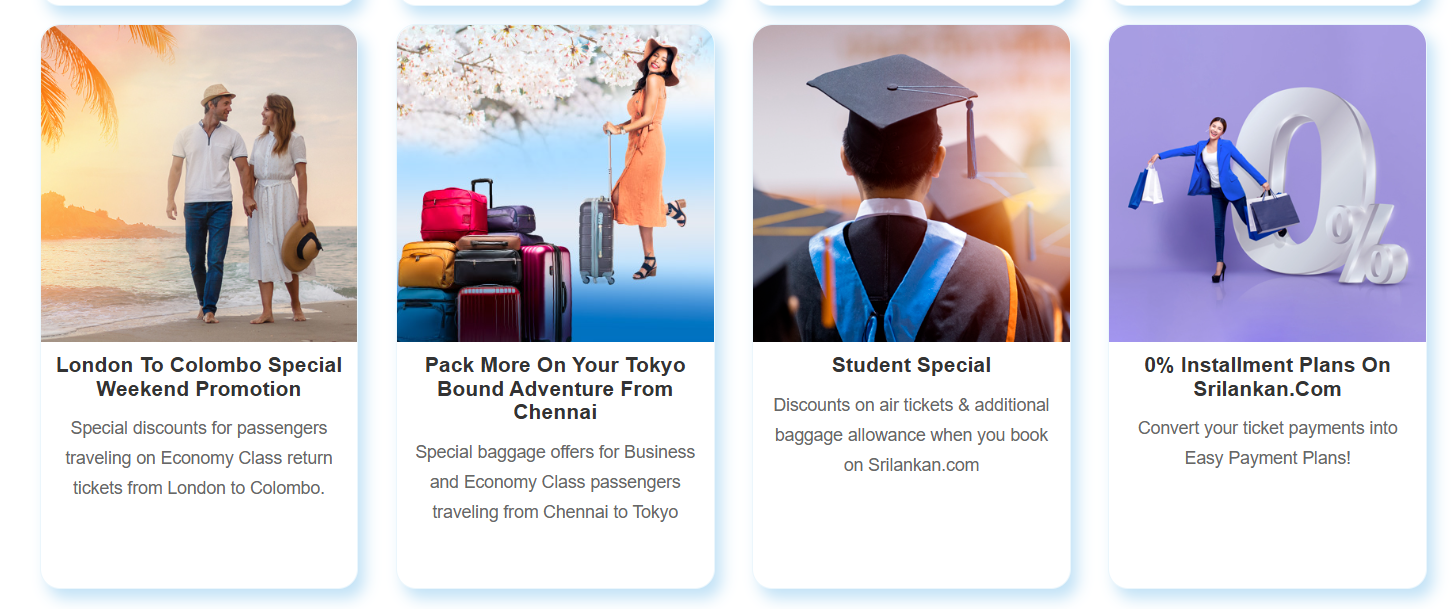 London To Colombo Special
Weekend Promotion
Special discounts for passengers
traveling on Economy Class return
tickets from London to Colombo.
Pack More On Your Tokyo
Bound Adventure From
Chennai
Special baggage offers for Business
and Economy Class passengers
traveling from Chennai to Tokyo
Student Special
Discounts on air tickets & additional
baggage allowance when you book
on Srilankan.com
0%
0% Installment Plans On
Srilankan.Com
Convert your ticket payments into
Easy Payment Plans!